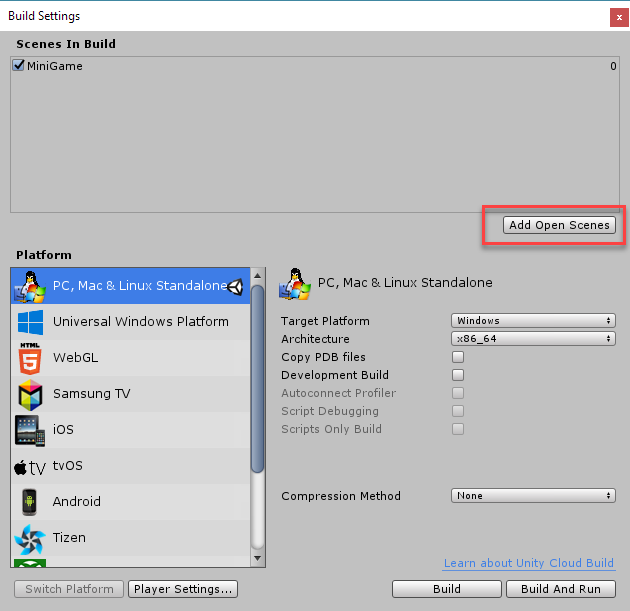 Build Settings
x
Scenes In Build
MiniGame 0
Add Open Scenes
Platform
PC, Mac & Linux Standalone
Universal Windows Platform
HTML
5
WebGL
Samsung TV
iOS
tv
tvOS
Android
Tizen
PC, Mac & Linux Standalone
Target Platform Windows
Architecture x86_64
Copy PDB files
Development Build
Autoconnect Profiler
Script Debugging
Scripts Only Build
Compression Method None
Learn about Unity Cloud Build
Switch Platform Player Settings... Build Build And Run